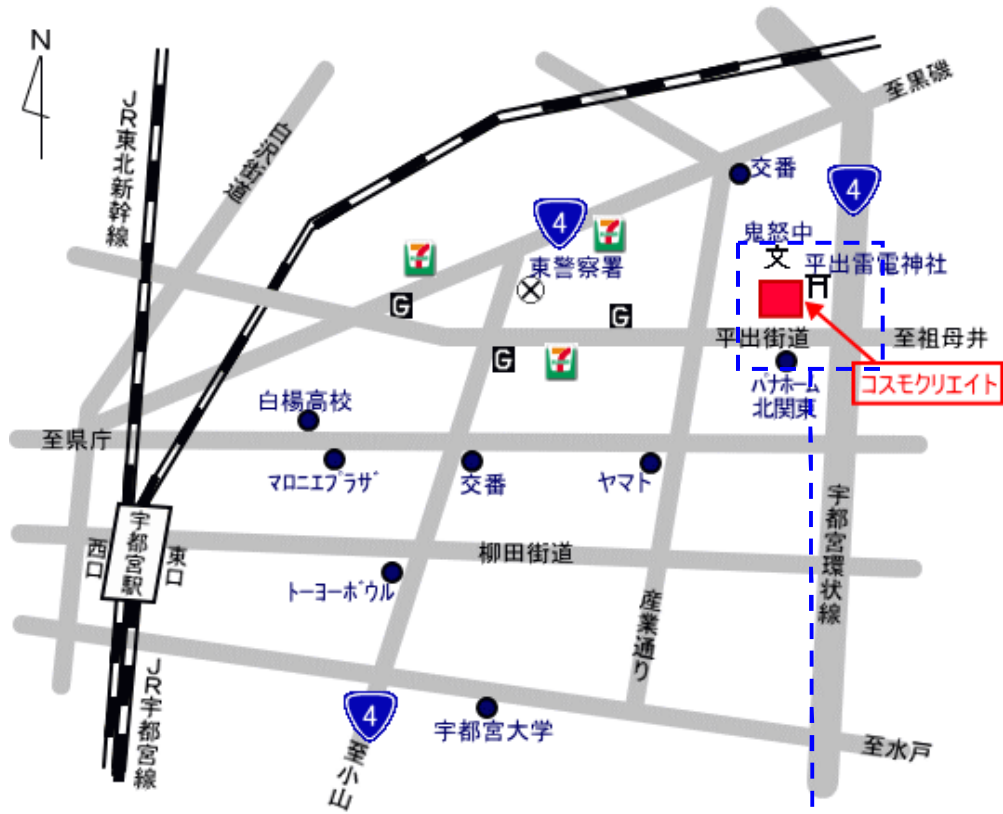 N
至黒磯
JR東北新幹線
白沢街道
交番
4
4
鬼怒中
文
平出雷電神社
東警察署
7
7
G
G
平出街道
至祖母井
G
7
パナホーム
北関東
コスモクリエイト
白楊高校
至県庁
マロニエプラザ
交番
ヤマト
宇都宮環状線
宇都宮駅
西口
東口
柳田街道
トーヨーボウル
産業通り
JR宇都宮線
4
宇都宮大学
至水戸
至小山